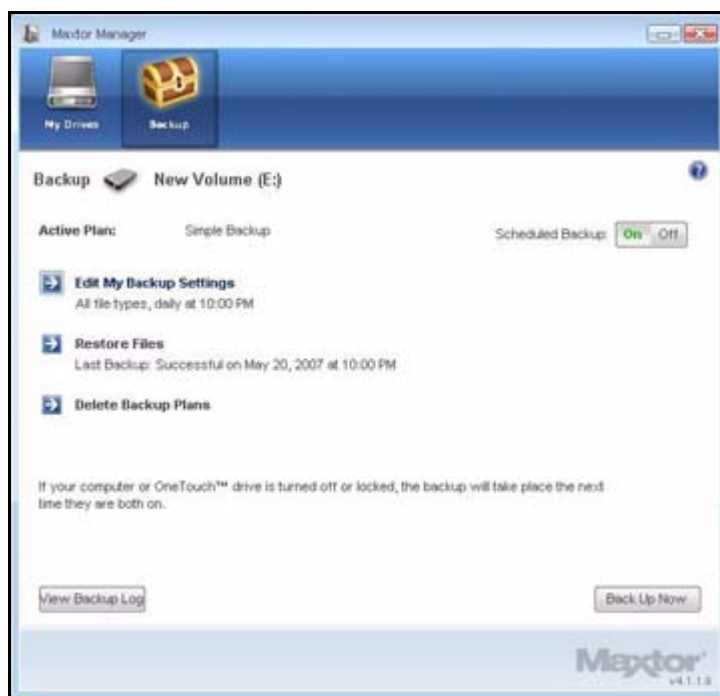 Maxtor Manager
My Drives
Backup
Backup New Volume (E:)
Active Plan: Simple Backup Scheduled Backup: On Off
Edit My Backup Settings
All file types, daily at 10:00 PM
Restore Files
Last Backup: Successful on May 20, 2007 at 10:00 PM
Delete Backup Plans
If your computer or OneTouch™ drive is turned off or locked, the backup will take place the next
time they are both on.
View Backup Log
Back Up Now
Maxtor